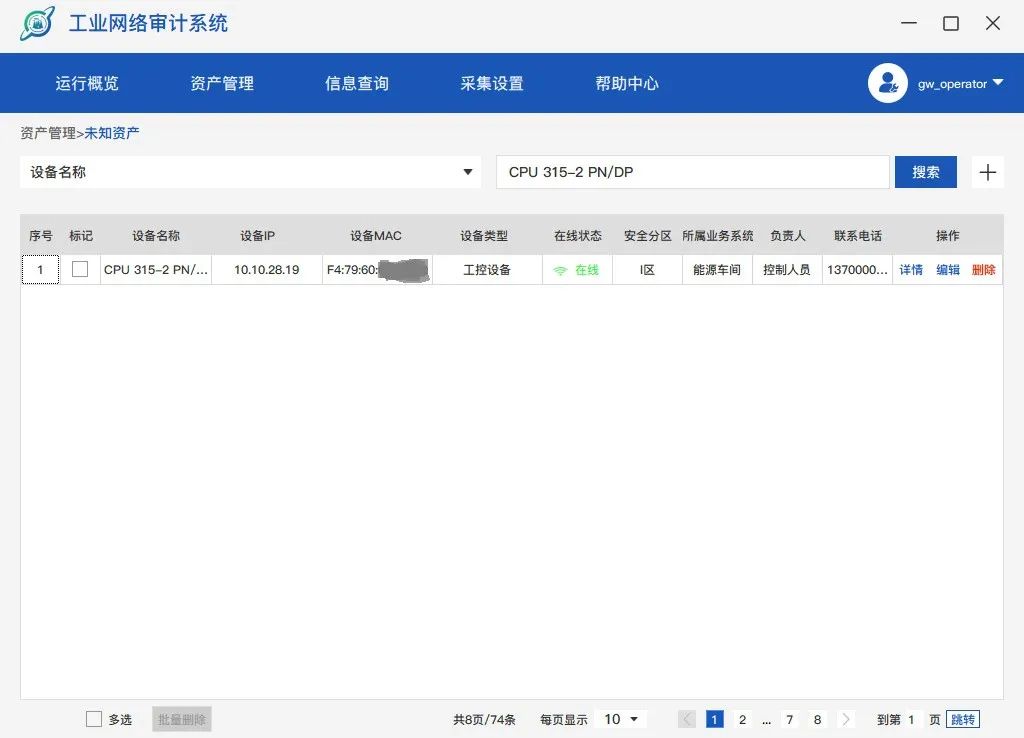 工业网络审计系统
运行概览 资产管理 信息查询 采集设置 帮助中心 gw_operator
资产管理>未知资产
设备名称 CPU 315-2 PN/DP 搜索
序号 标记 设备名称 设备IP 设备MAC 设备类型 在线状态 安全分区 所属业务系统 负责人 联系电话 操作
1 CPU 315-2 PN/... 10.10.28.19 F4:79:60: 工控设备 在线 I区 能源车间 控制人员 1370000... 详情 编辑 删除
多选 批量删除 共8页/74条 每页显示 10 1 2 ... 7 8 到第 1 页 跳转